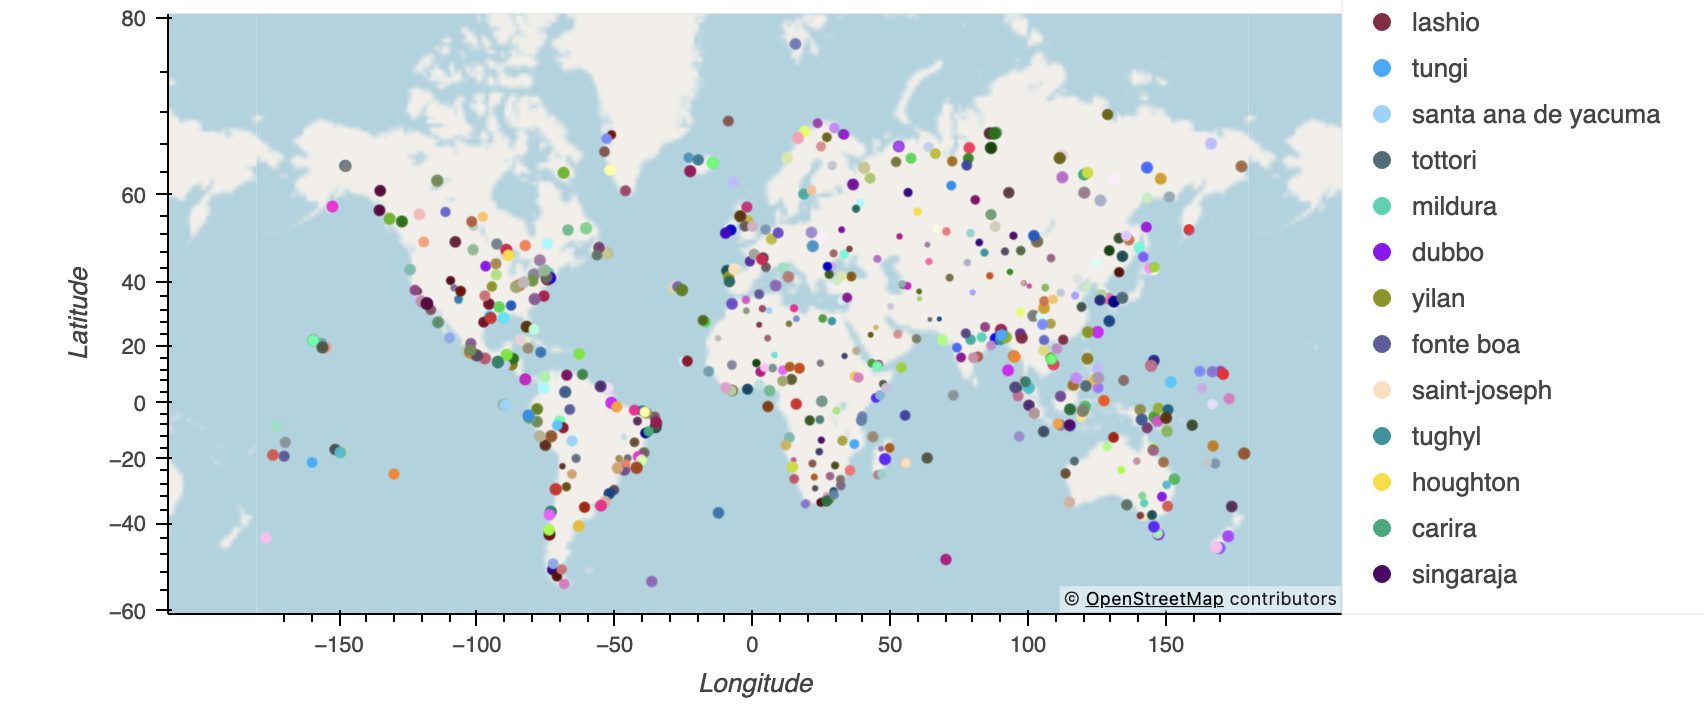 80
60
40
20
0
−20
−40
−60
Latitude
−150
−100
−50
0
50
100
150
Longitude
© OpenStreetMap contributors
lashio
tungi
santa ana de yacuma
tottori
mildura
dubbo
yilan
fonte boa
saint-joseph
tughyl
houghton
carira
singaraja